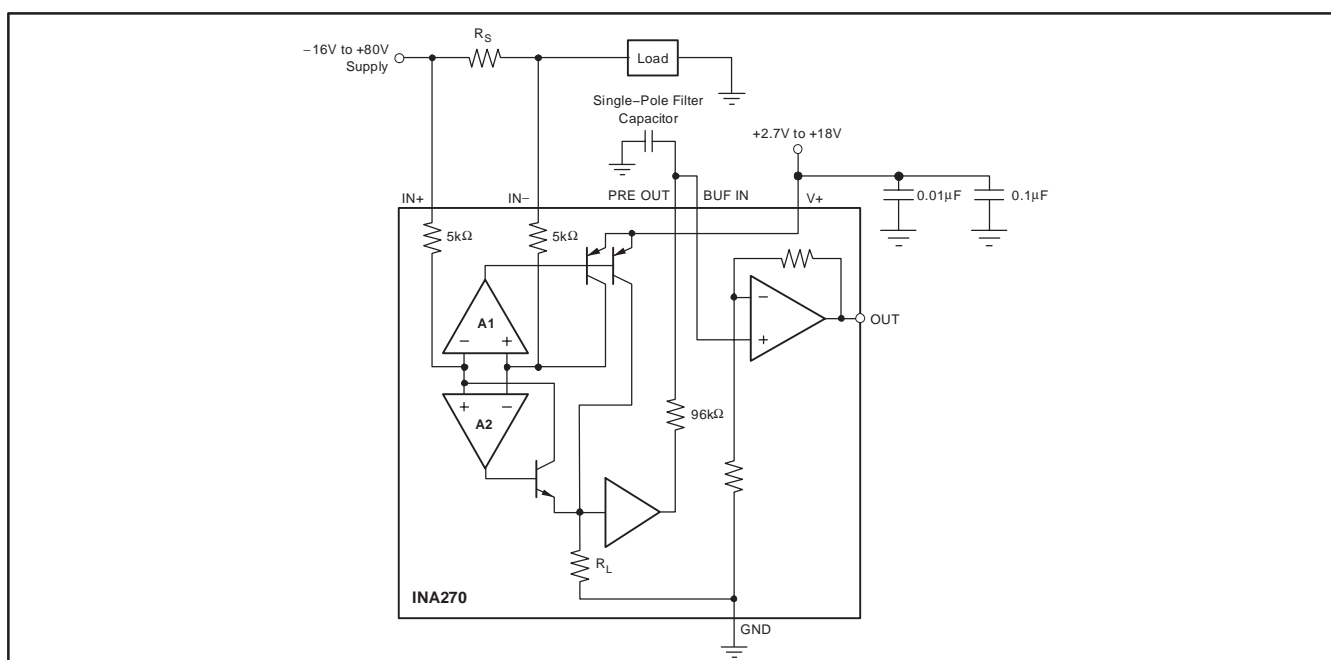 −16V to +80V
Supply
R_S
Load
Single−Pole Filter
Capacitor
+2.7V to +18V
IN+
IN−
PRE OUT
BUF IN
V+
0.01μF
0.1μF
5kΩ
5kΩ
A1
−
+
−
+
OUT
+
−
A2
96kΩ
R_L
INA270
GND